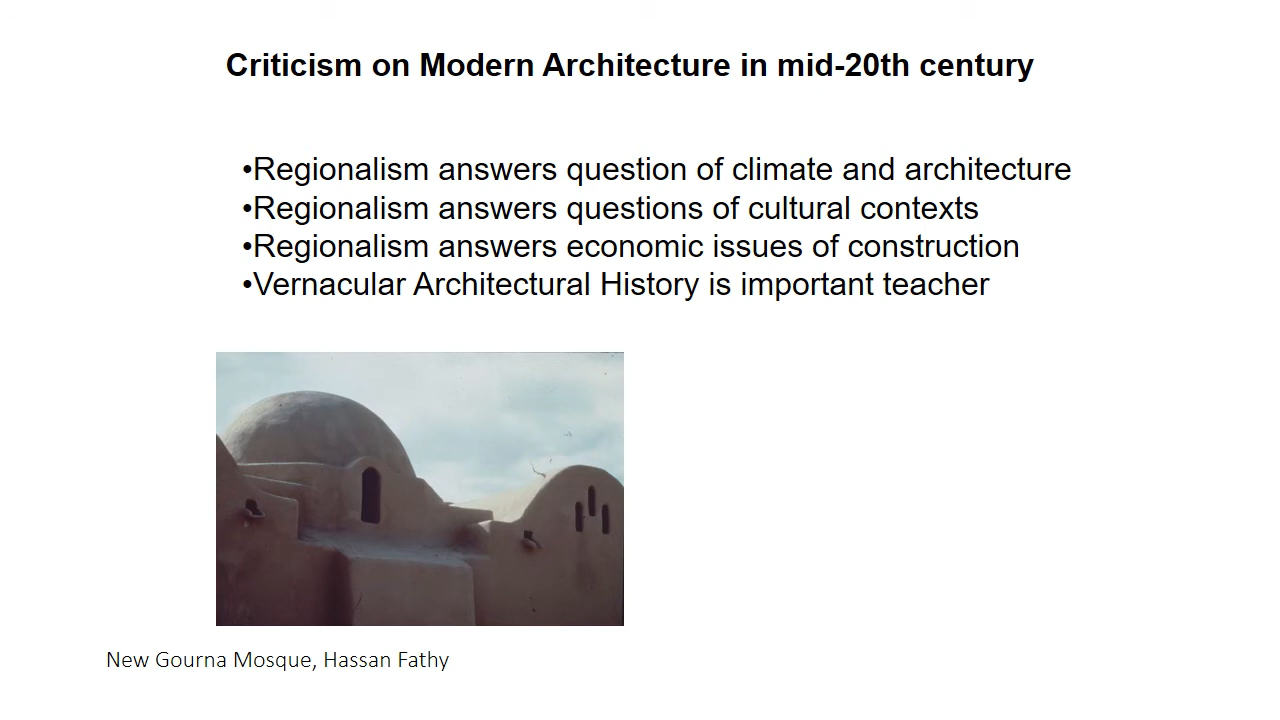 Criticism on Modern Architecture in mid-20th century
•Regionalism answers question of climate and architecture
•Regionalism answers questions of cultural contexts
•Regionalism answers economic issues of construction
•Vernacular Architectural History is important teacher
New Gourna Mosque, Hassan Fathy